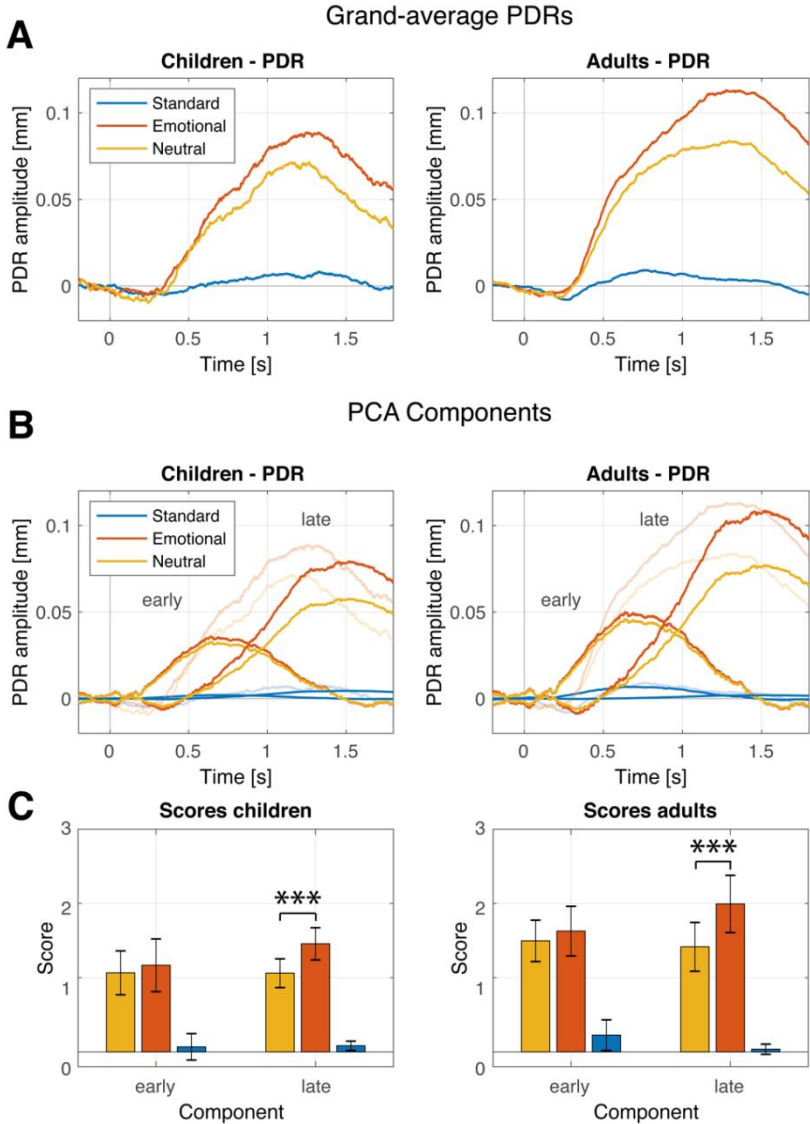 Grand-average PDRs
A
Children - PDR
Adults - PDR
0.1
0.05
0
PDR amplitude [mm]
Standard
Emotional
Neutral
0 0.5 1 1.5
Time [s]
0.1
0.05
0
PDR amplitude [mm]
0 0.5 1 1.5
Time [s]
PCA Components
B
Children - PDR
Adults - PDR
0.1
0.05
0
PDR amplitude [mm]
Standard
Emotional
Neutral
early
late
0 0.5 1 1.5
Time [s]
0.1
0.05
0
PDR amplitude [mm]
early
late
0 0.5 1 1.5
Time [s]
C
Scores children
Scores adults
3
2
1
0
Score
***
early late
Component
3
2
1
0
Score
***
early late
Component